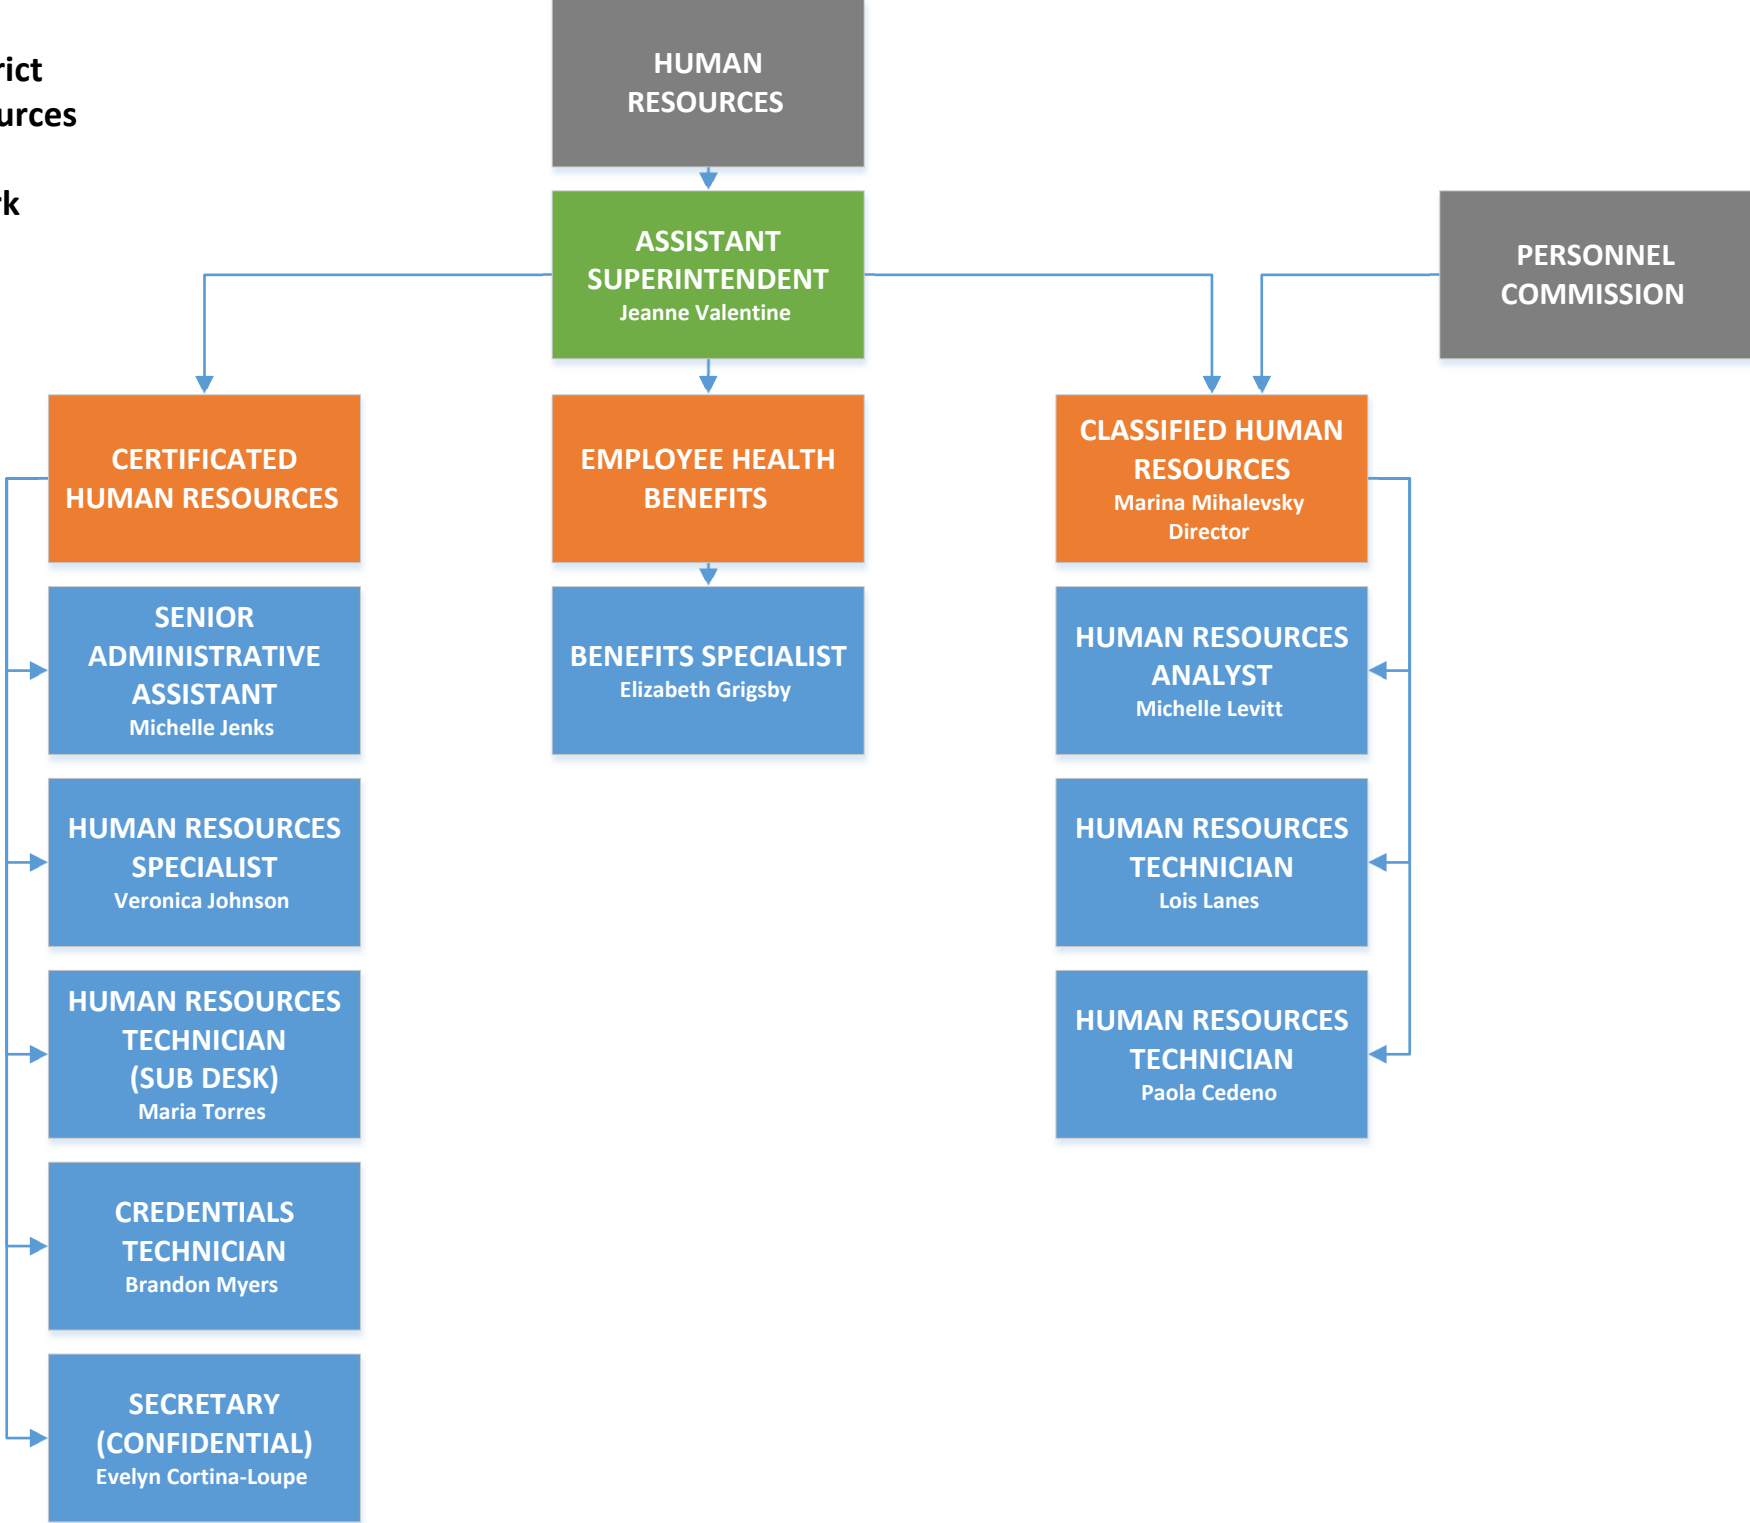 rict
urces
rk
HUMAN
RESOURCES
ASSISTANT
SUPERINTENDENT
Jeanne Valentine
PERSONNEL
COMMISSION
CERTIFICATED
HUMAN RESOURCES
EMPLOYEE HEALTH
BENEFITS
CLASSIFIED HUMAN
RESOURCES
Marina Mihalevsky
Director
SENIOR
ADMINISTRATIVE
ASSISTANT
Michelle Jenks
BENEFITS SPECIALIST
Elizabeth Grigsby
HUMAN RESOURCES
ANALYST
Michelle Levitt
HUMAN RESOURCES
SPECIALIST
Veronica Johnson
HUMAN RESOURCES
TECHNICIAN
Lois Lanes
HUMAN RESOURCES
TECHNICIAN
(SUB DESK)
Maria Torres
HUMAN RESOURCES
TECHNICIAN
Paola Cedeno
CREDENTIALS
TECHNICIAN
Brandon Myers
SECRETARY
(CONFIDENTIAL)
Evelyn Cortina-Loupe